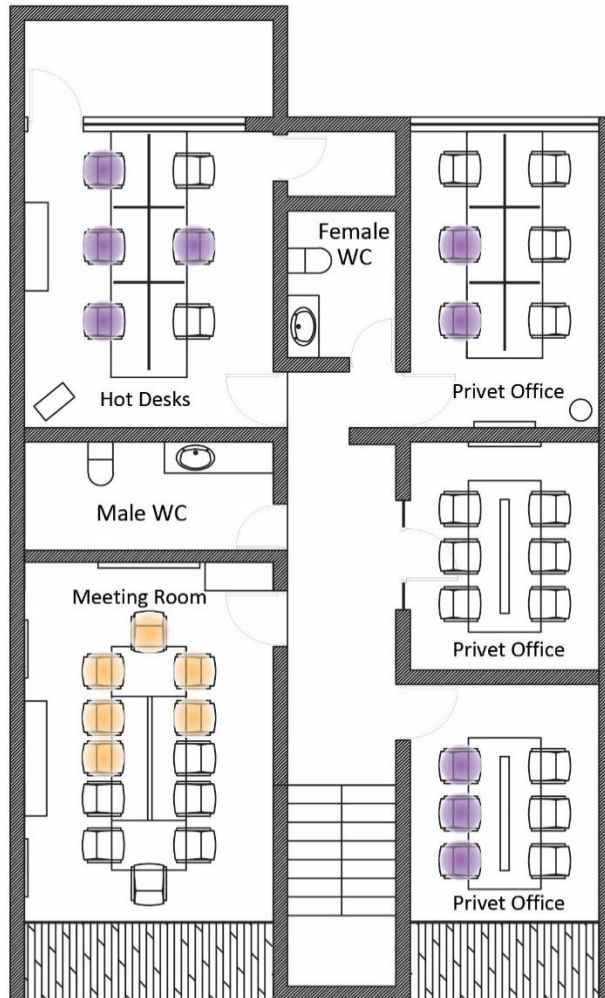 Female
WC
Hot Desks
Privet Office
Male WC
Meeting Room
Privet Office
Privet Office